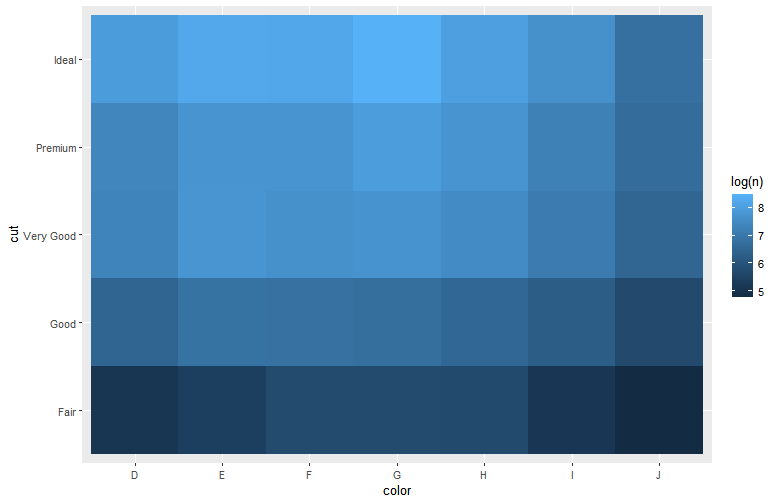 Ideal
Premium
Very Good
Good
Fair
cut
D E F G H I J
color
log(n)
8
7
6
5